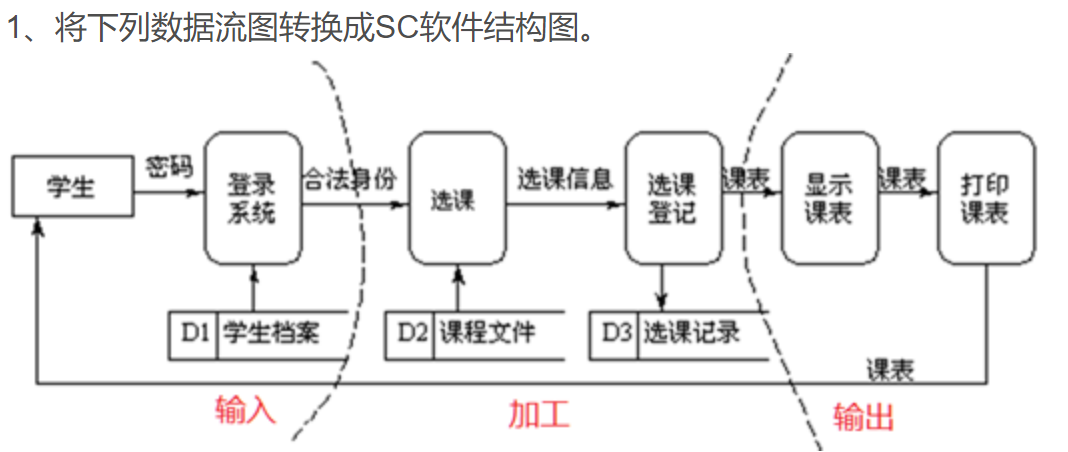 1、将下列数据流图转换成SC软件结构图。
学生
密码
登录
系统
合法身份
选课
选课信息
选课
登记
课表
显示
课表
课表
打印
课表
D1 学生档案
D2 课程文件
D3 选课记录
课表
输入
加工
输出